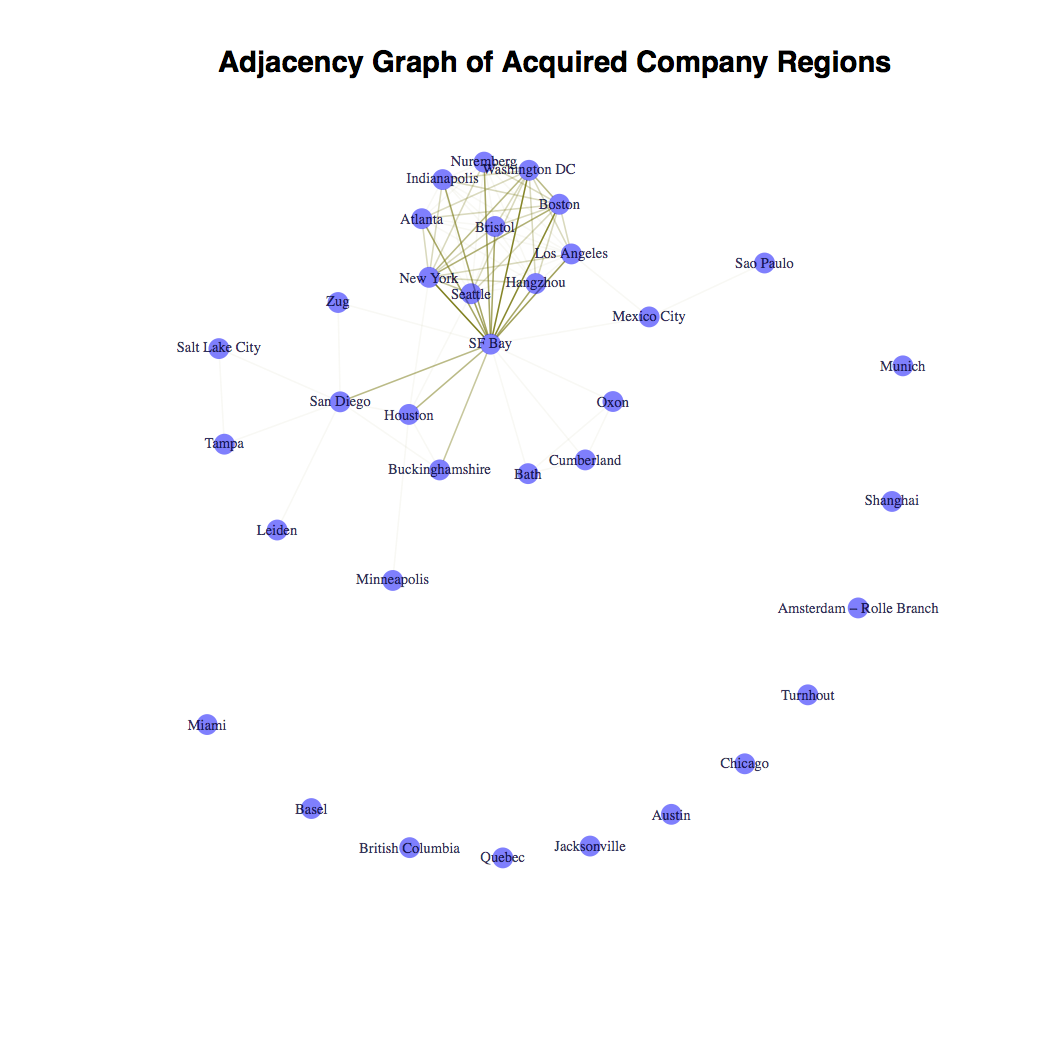 Adjacency Graph of Acquired Company Regions
Nuremberg
Washington DC
Indianapolis
Boston
Atlanta
Bristol
Los Angeles
Sao Paulo
New York
Hangzhou
Seattle
Zug
Mexico City
SF Bay
Salt Lake City
Munich
San Diego
Oxon
Houston
Tampa
Cumberland
Buckinghamshire
Bath
Shanghai
Leiden
Minneapolis
Amsterdam – Rolle Branch
Turnhout
Miami
Chicago
Basel
Austin
Jacksonville
British Columbia
Quebec